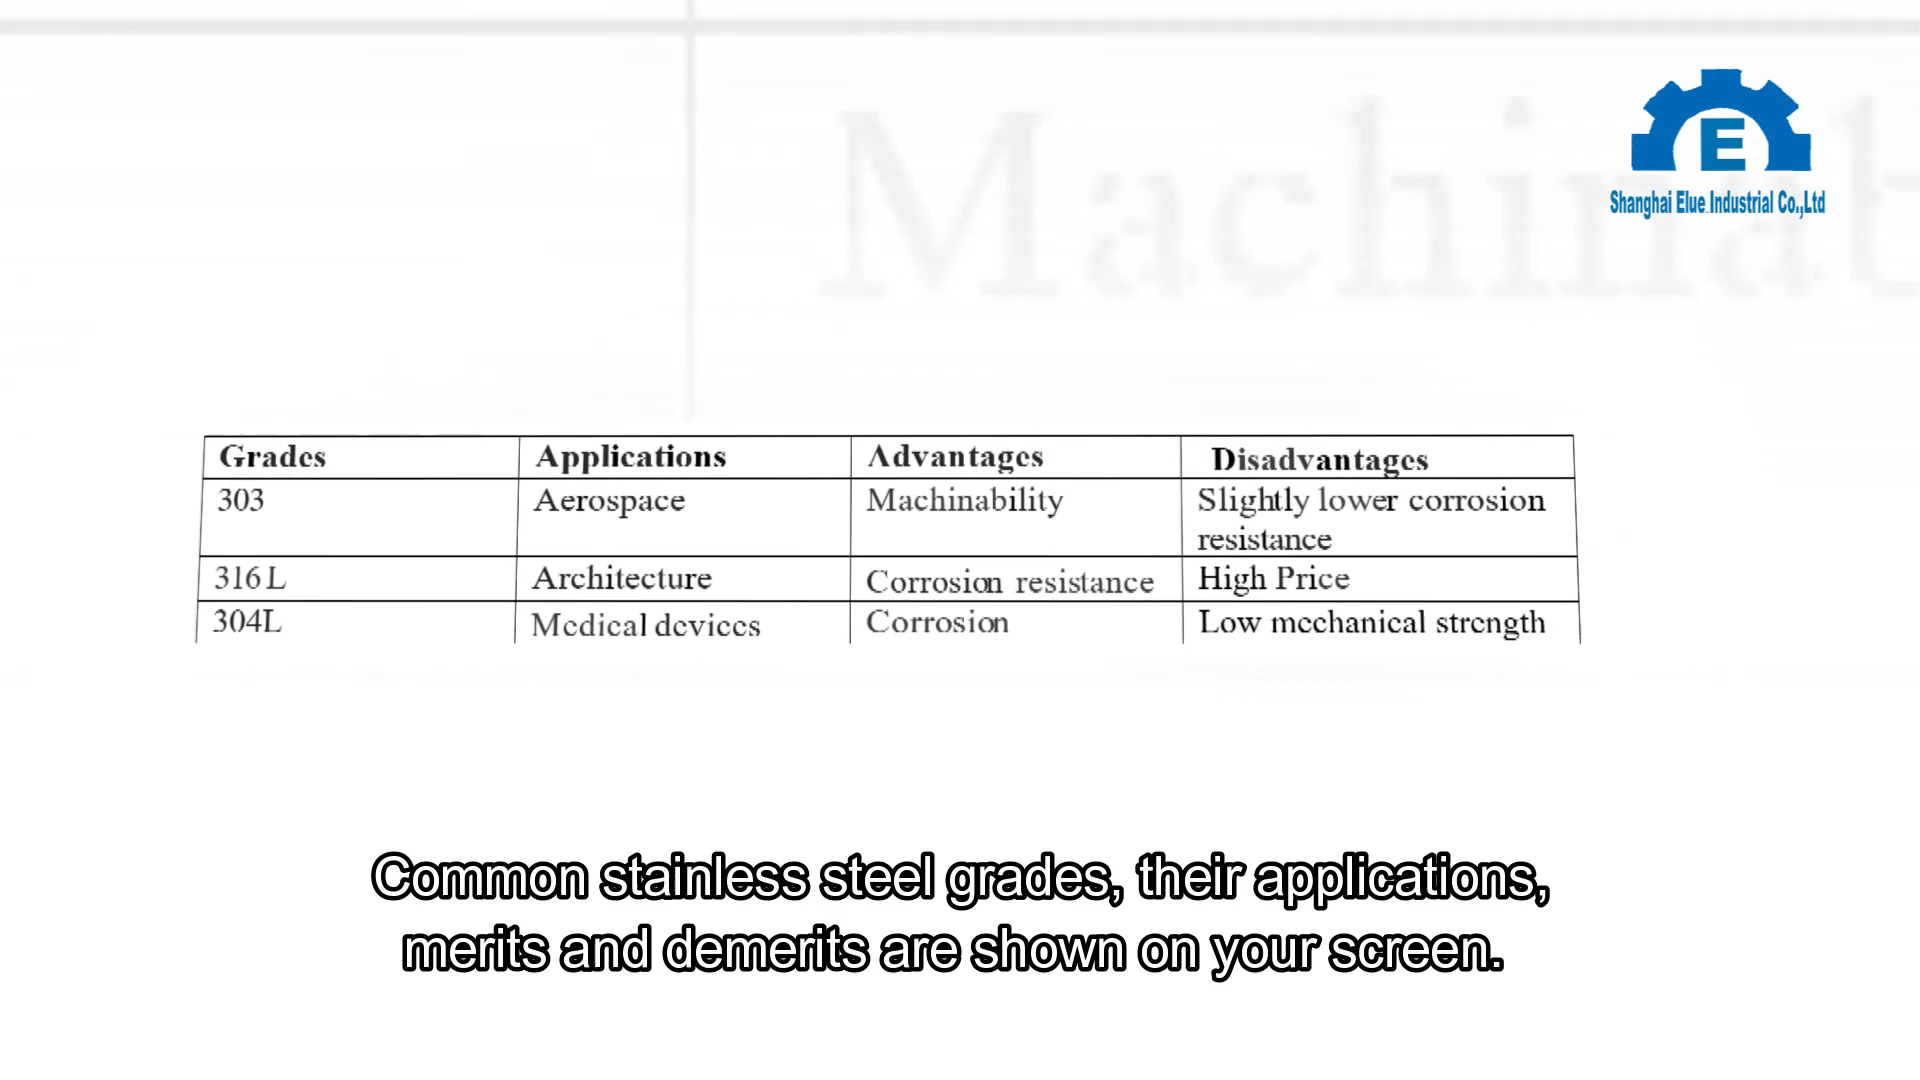 Machinab
E
Shanghai Elue Industrial Co.,Ltd
Grades Applications Advantages Disadvantages
303 Aerospace Machinability Slightly lower corrosion
resistance
316L Architecture Corrosion resistance High Price
304L Medical devices Corrosion Low mechanical strength
Common stainless steel grades, their applications,
merits and demerits are shown on your screen.